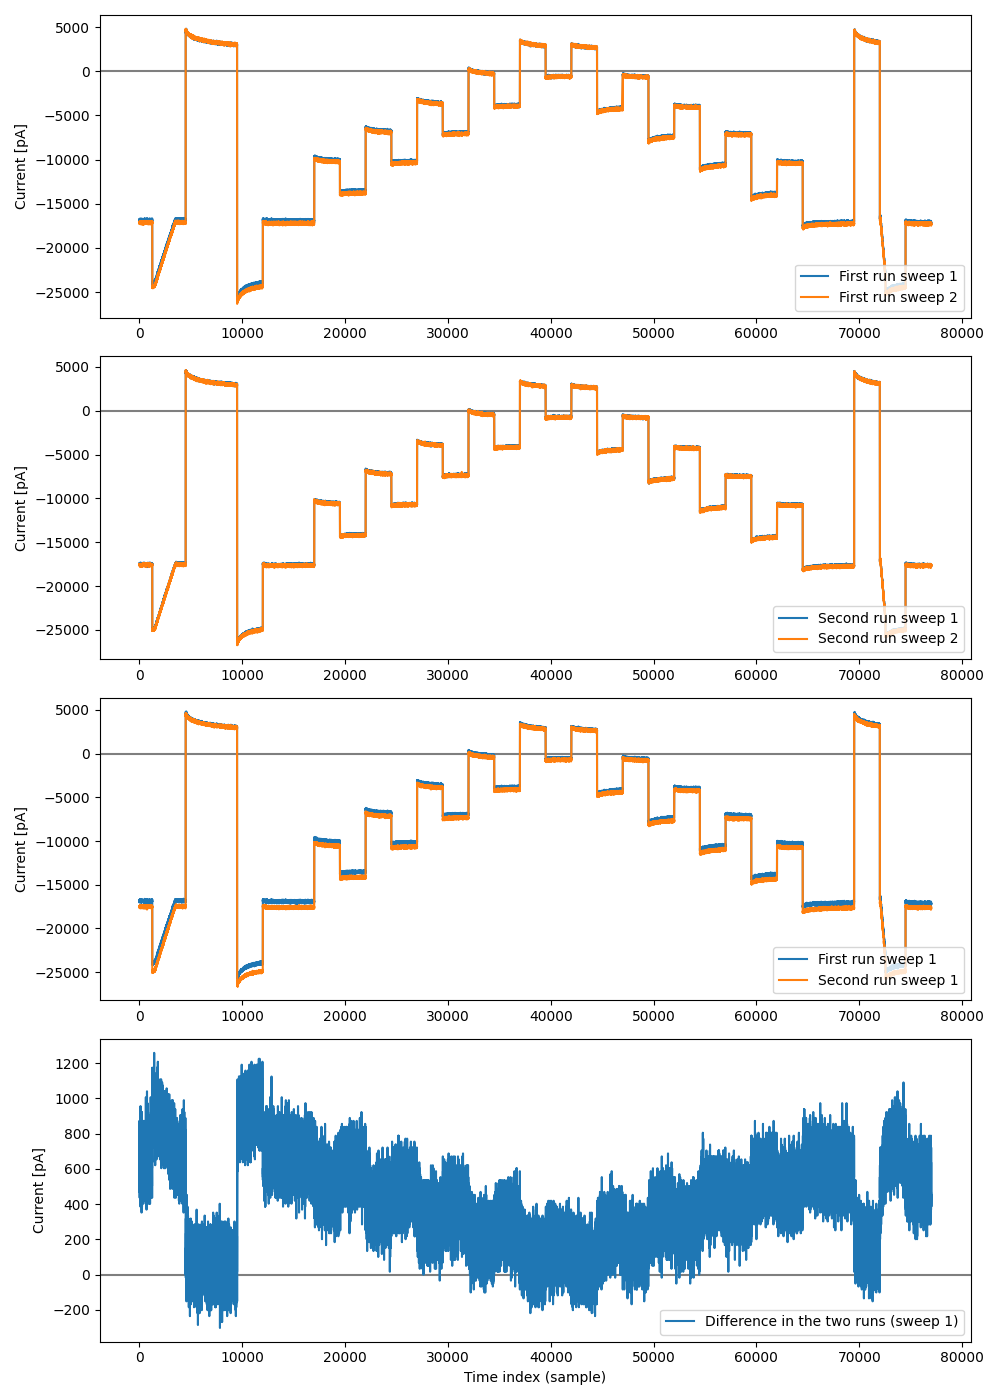 5000
0
−5000
−10000
−15000
−20000
−25000
Current [pA]
First run sweep 1
First run sweep 2
0 10000 20000 30000 40000 50000 60000 70000 80000
5000
0
−5000
−10000
−15000
−20000
−25000
Current [pA]
Second run sweep 1
Second run sweep 2
0 10000 20000 30000 40000 50000 60000 70000 80000
5000
0
−5000
−10000
−15000
−20000
−25000
Current [pA]
First run sweep 1
Second run sweep 1
0 10000 20000 30000 40000 50000 60000 70000 80000
1200
1000
800
600
400
200
0
−200
Current [pA]
Difference in the two runs (sweep 1)
0 10000 20000 30000 40000 50000 60000 70000 80000
Time index (sample)